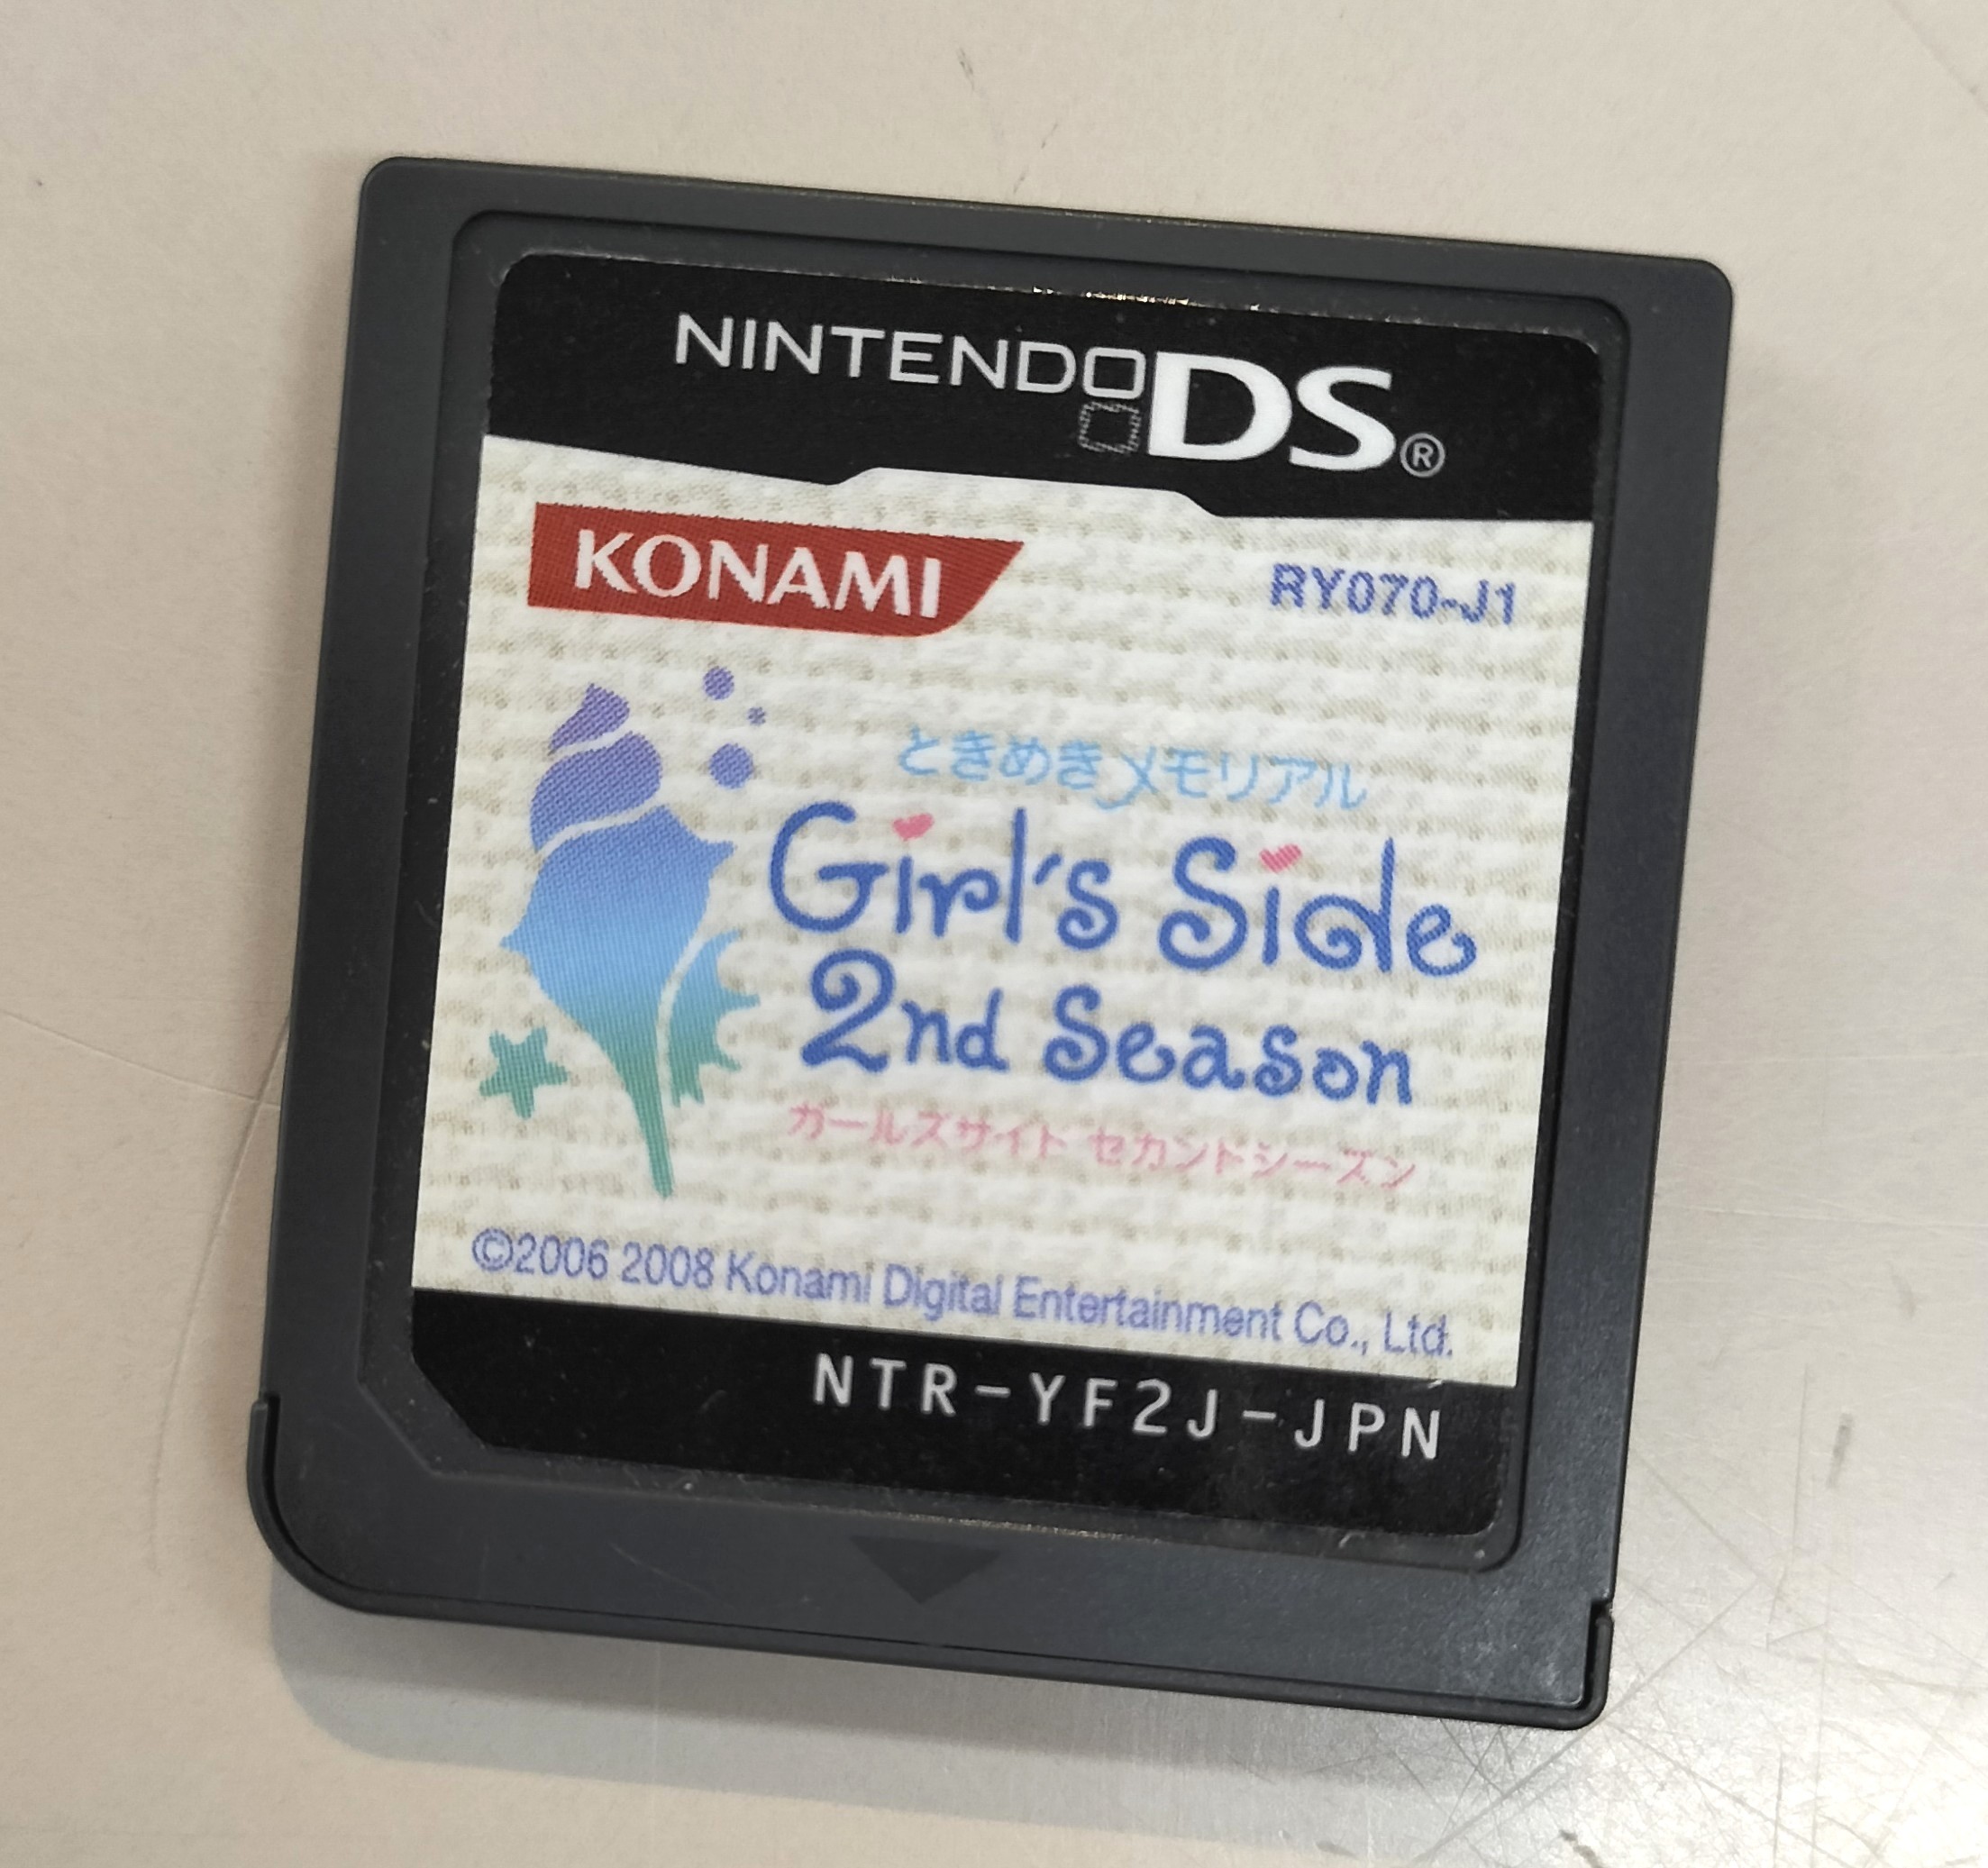 NINTENDO DS®
KONAMI
RY070-J1
ときめきメモリアル
Girl's Side
2nd Season
ガールズサイド セカンドシーズン
©2006 2008 Konami Digital Entertainment Co., Ltd.
NTR-YF2J-JPN